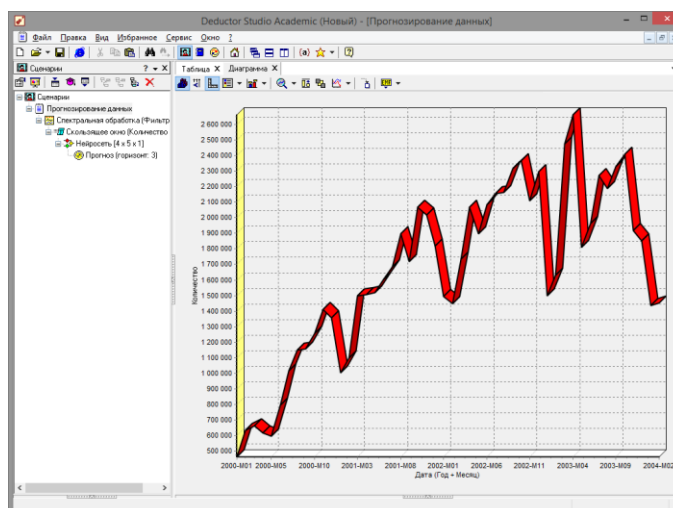 Deductor Studio Academic (Новый) - [Прогнозирование данных]
Файл Правка Вид Избранное Сервис Окно ?
Сценарии
Таблица Диаграмма
Сценарии
Прогнозирование данных
Спектральная обработка (Фильтр
Скользящее окно (Количество
Нейросеть [4 x 5 x 1]
Прогноз (горизонт: 3)
2 600 000
2 500 000
2 400 000
2 300 000
2 200 000
2 100 000
2 000 000
1 900 000
1 800 000
1 700 000
1 600 000
1 500 000
1 400 000
1 300 000
1 200 000
1 100 000
1 000 000
900 000
800 000
700 000
600 000
500 000
Количество
2000-M01 2000-M05 2000-M10 2001-M03 2001-M08 2002-M01 2002-M06 2002-M11 2003-M04 2003-M09 2004-M02
Дата (Год + Месяц)